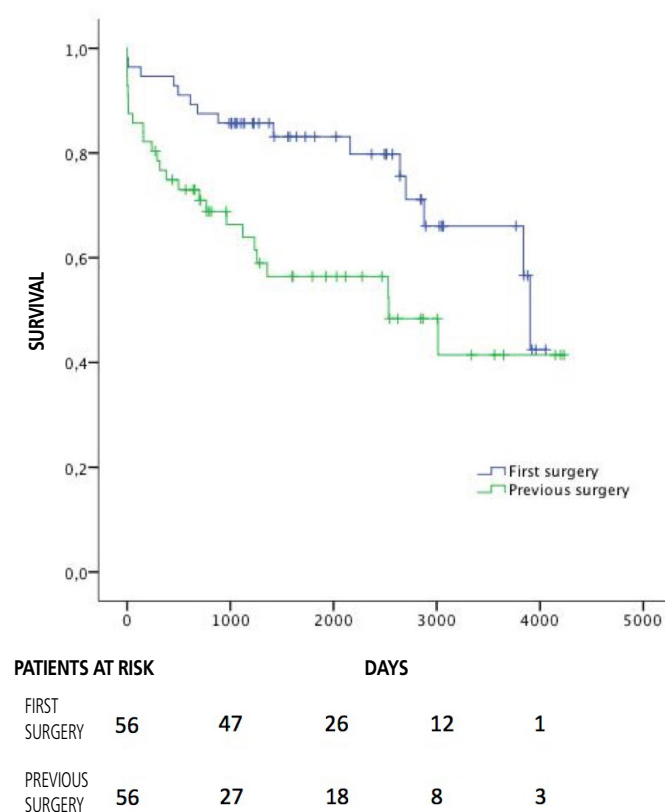 1,0
0,8
0,6
0,4
0,2
0,0
SURVIVAL
First surgery
Previous surgery
0 1000 2000 3000 4000 5000
PATIENTS AT RISK DAYS
FIRST
SURGERY 56 47 26 12 1
PREVIOUS
SURGERY 56 27 18 8 3